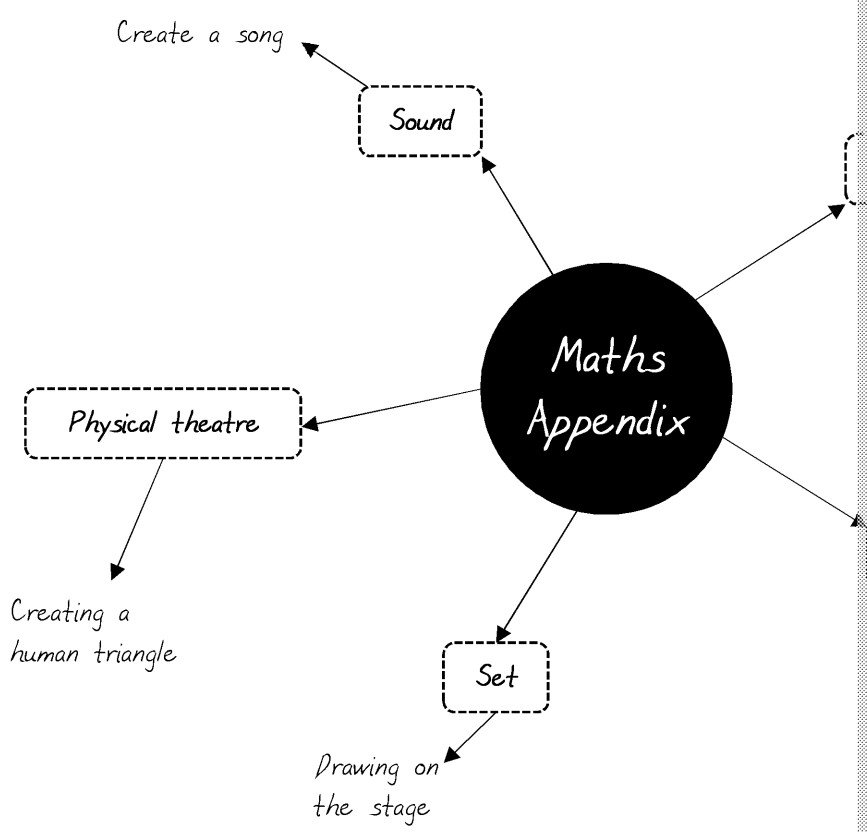 Create a song
Sound
Maths
Appendix
Physical theatre
Creating a
human triangle
Set
Drawing on
the stage